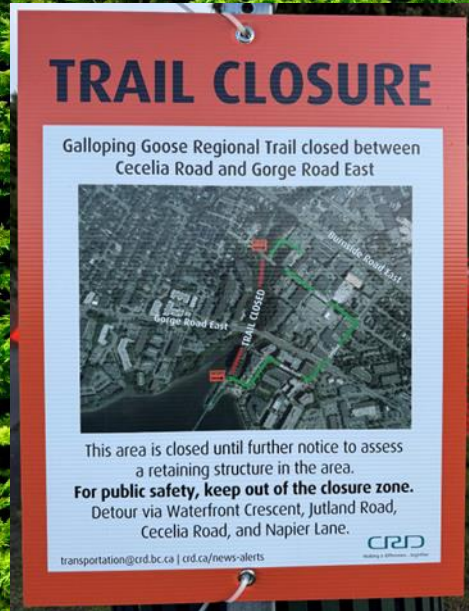 TRAIL CLOSURE
Galloping Goose Regional Trail closed between
Cecelia Road and Gorge Road East
Burnside Road East
Gorge Road East
TRAIL CLOSED
This area is closed until further notice to assess
a retaining structure in the area.
For public safety, keep out of the closure zone.
Detour via Waterfront Crescent, Jutland Road,
Cecelia Road, and Napier Lane.
CRD
Making a difference...together
transportation@crd.bc.ca | crd.ca/news-alerts